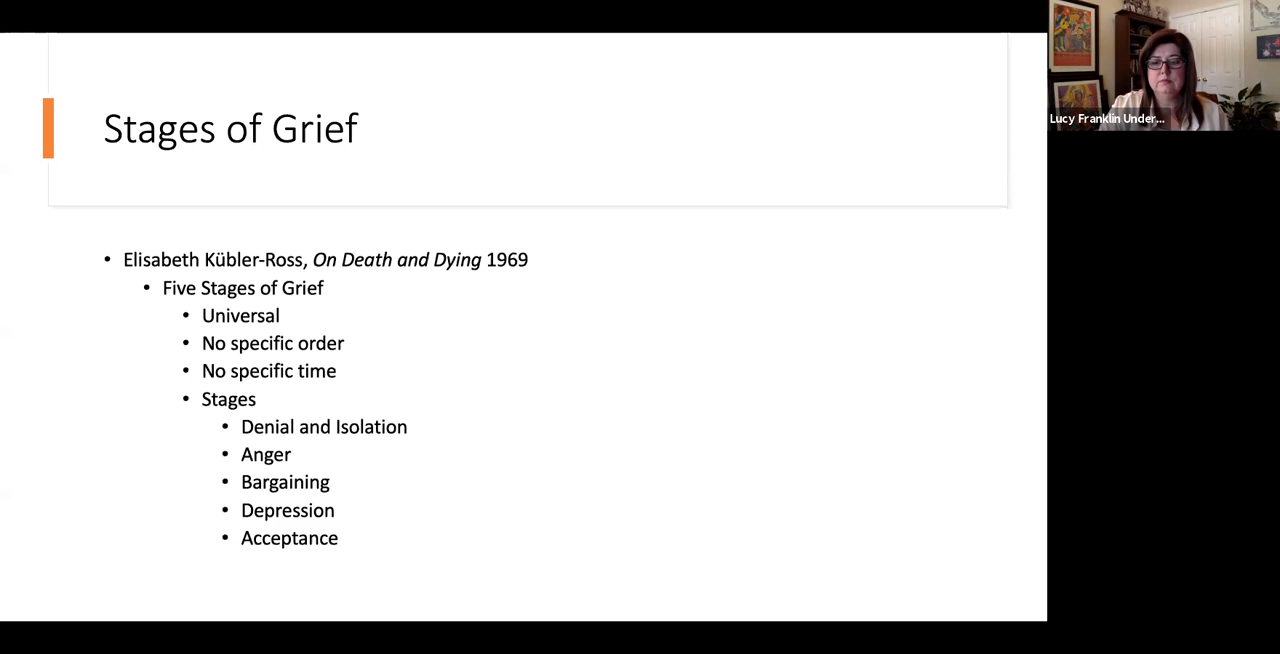 Stages of Grief
• Elisabeth Kübler-Ross, On Death and Dying 1969
• Five Stages of Grief
• Universal
• No specific order
• No specific time
• Stages
• Denial and Isolation
• Anger
• Bargaining
• Depression
• Acceptance
Lucy Franklin Under...